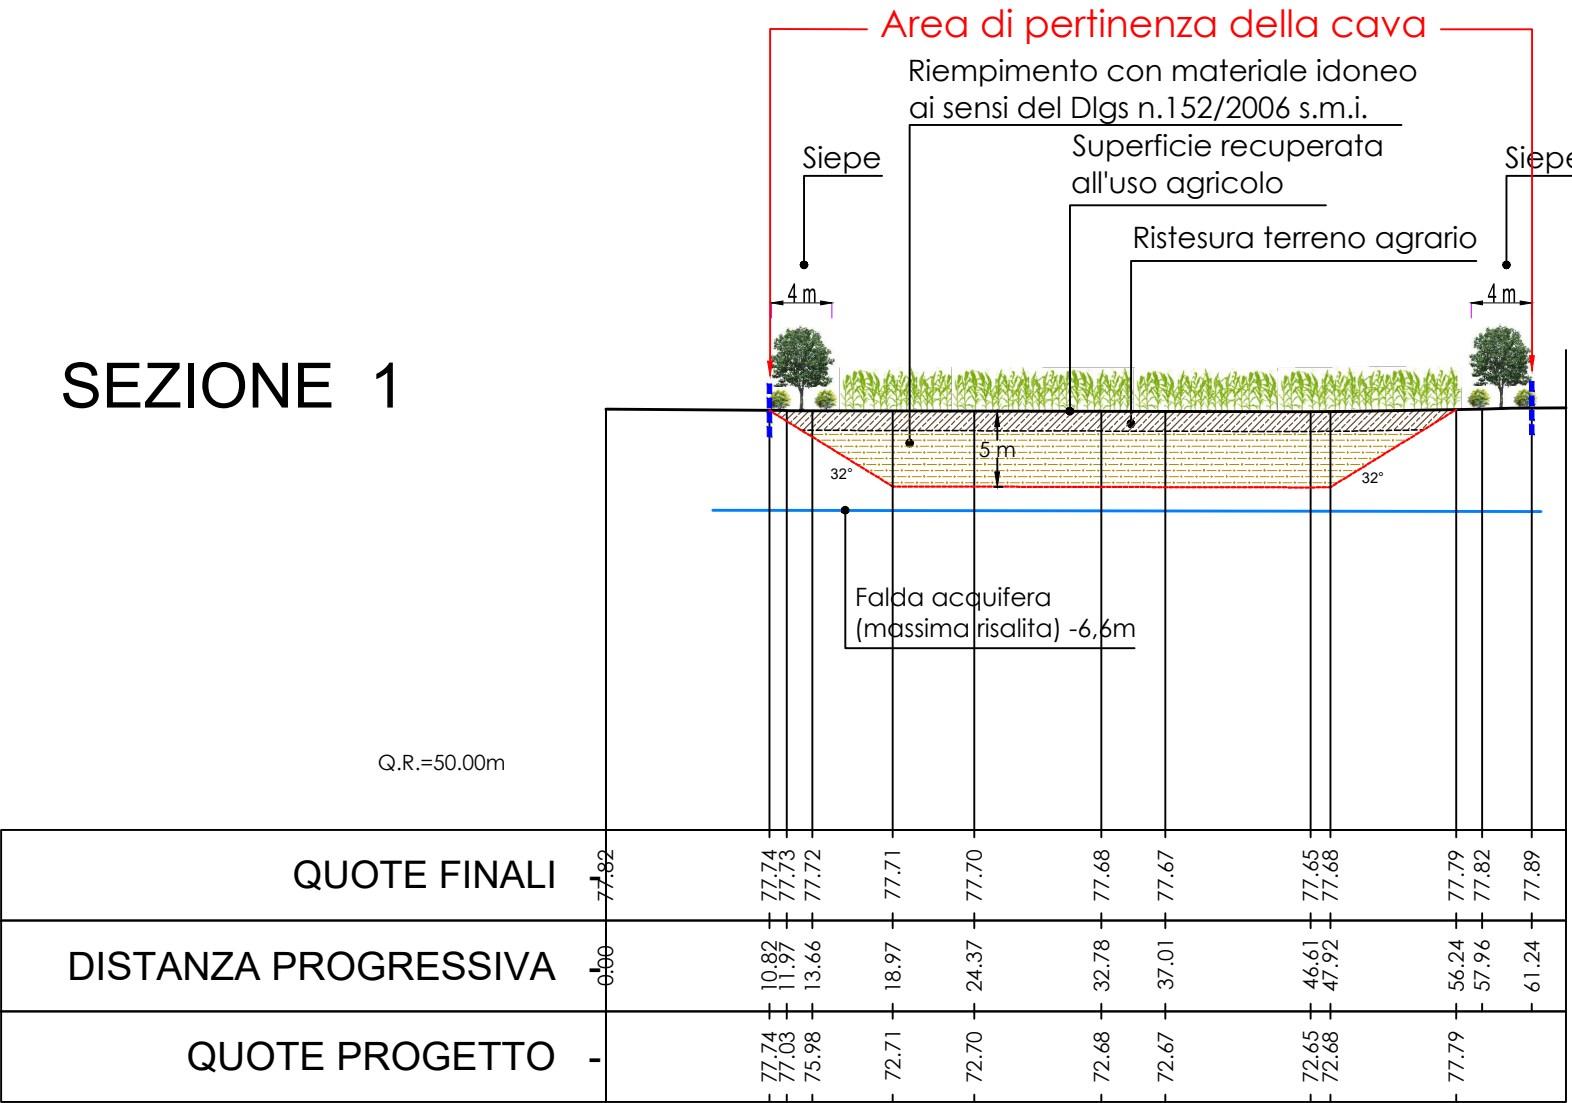 Area di pertinenza della cava
Riempimento con materiale idoneo
ai sensi del Dlgs n.152/2006 s.m.i.
Siepe
Superficie recuperata
all'uso agricolo
Siepe
Ristesura terreno agrario
4 m
4 m
SEZIONE 1
5 m
32°
32°
Falda acquifera
(massima risalita) -6,6m
Q.R.=50.00m
QUOTE FINALI - 77.82 77.74 77.73 77.72 77.71 77.70 77.68 77.67 77.65 77.68 77.79 77.82 77.89
DISTANZA PROGRESSIVA - 0.00 10.82 11.97 13.66 18.97 24.37 32.78 37.01 46.61 47.92 56.24 57.96 61.24
QUOTE PROGETTO - 77.74 77.03 75.98 72.71 72.70 72.68 72.67 72.65 72.68 77.79